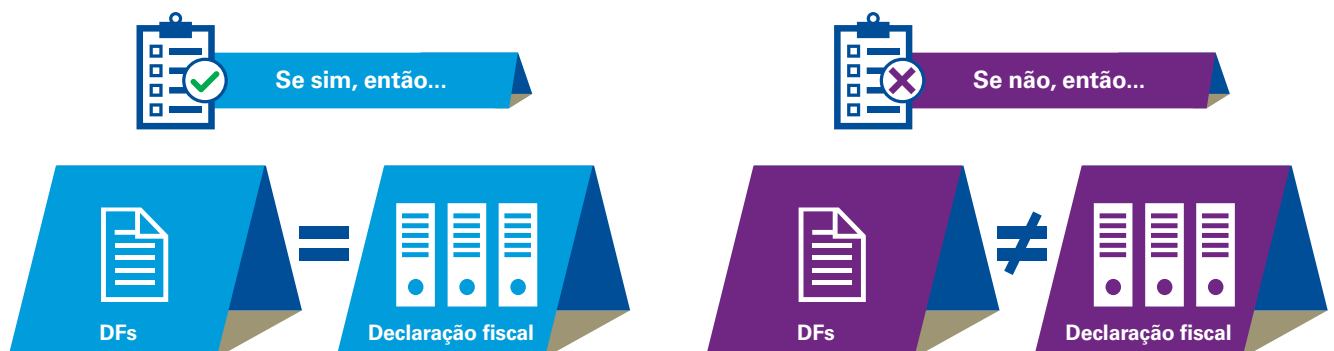 Se sim, então...
Se não, então...
=
≠
DFs
Declaração fiscal
DFs
Declaração fiscal